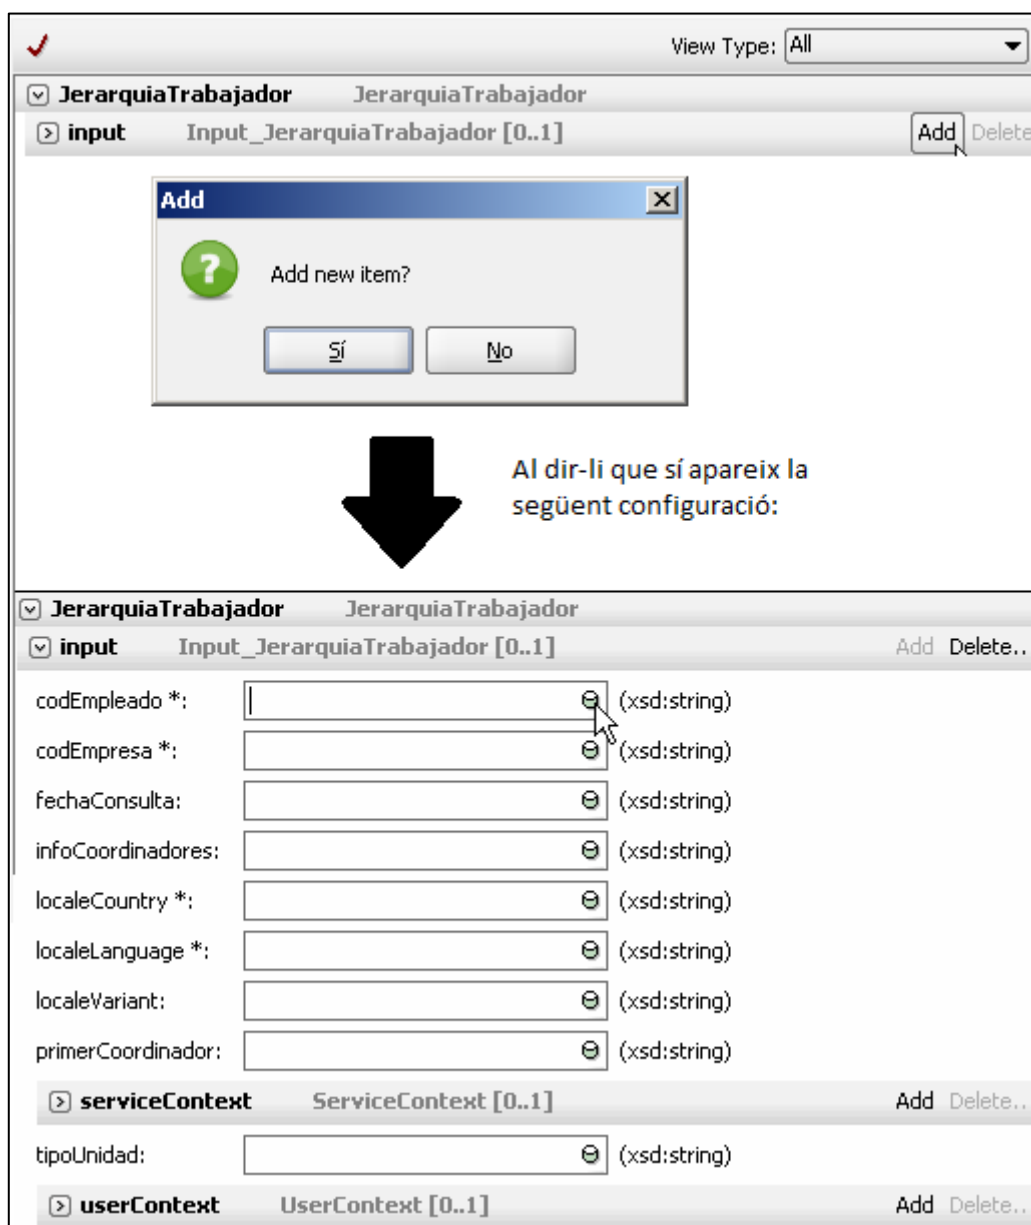 View Type: All
JerarquiaTrabajador JerarquiaTrabajador
input Input_JerarquiaTrabajador [0..1] Add Delete
Add
Add new item?
Sí No
Al dir-li que sí apareix la
següent configuració:
JerarquiaTrabajador JerarquiaTrabajador
input Input_JerarquiaTrabajador [0..1] Add Delete..
codEmpleado *: (xsd:string)
codEmpresa *: (xsd:string)
fechaConsulta: (xsd:string)
infoCoordinadores: (xsd:string)
localeCountry *: (xsd:string)
localeLanguage *: (xsd:string)
localeVariant: (xsd:string)
primerCoordinador: (xsd:string)
serviceContext ServiceContext [0..1] Add Delete..
tipoUnidad: (xsd:string)
userContext UserContext [0..1] Add Delete..